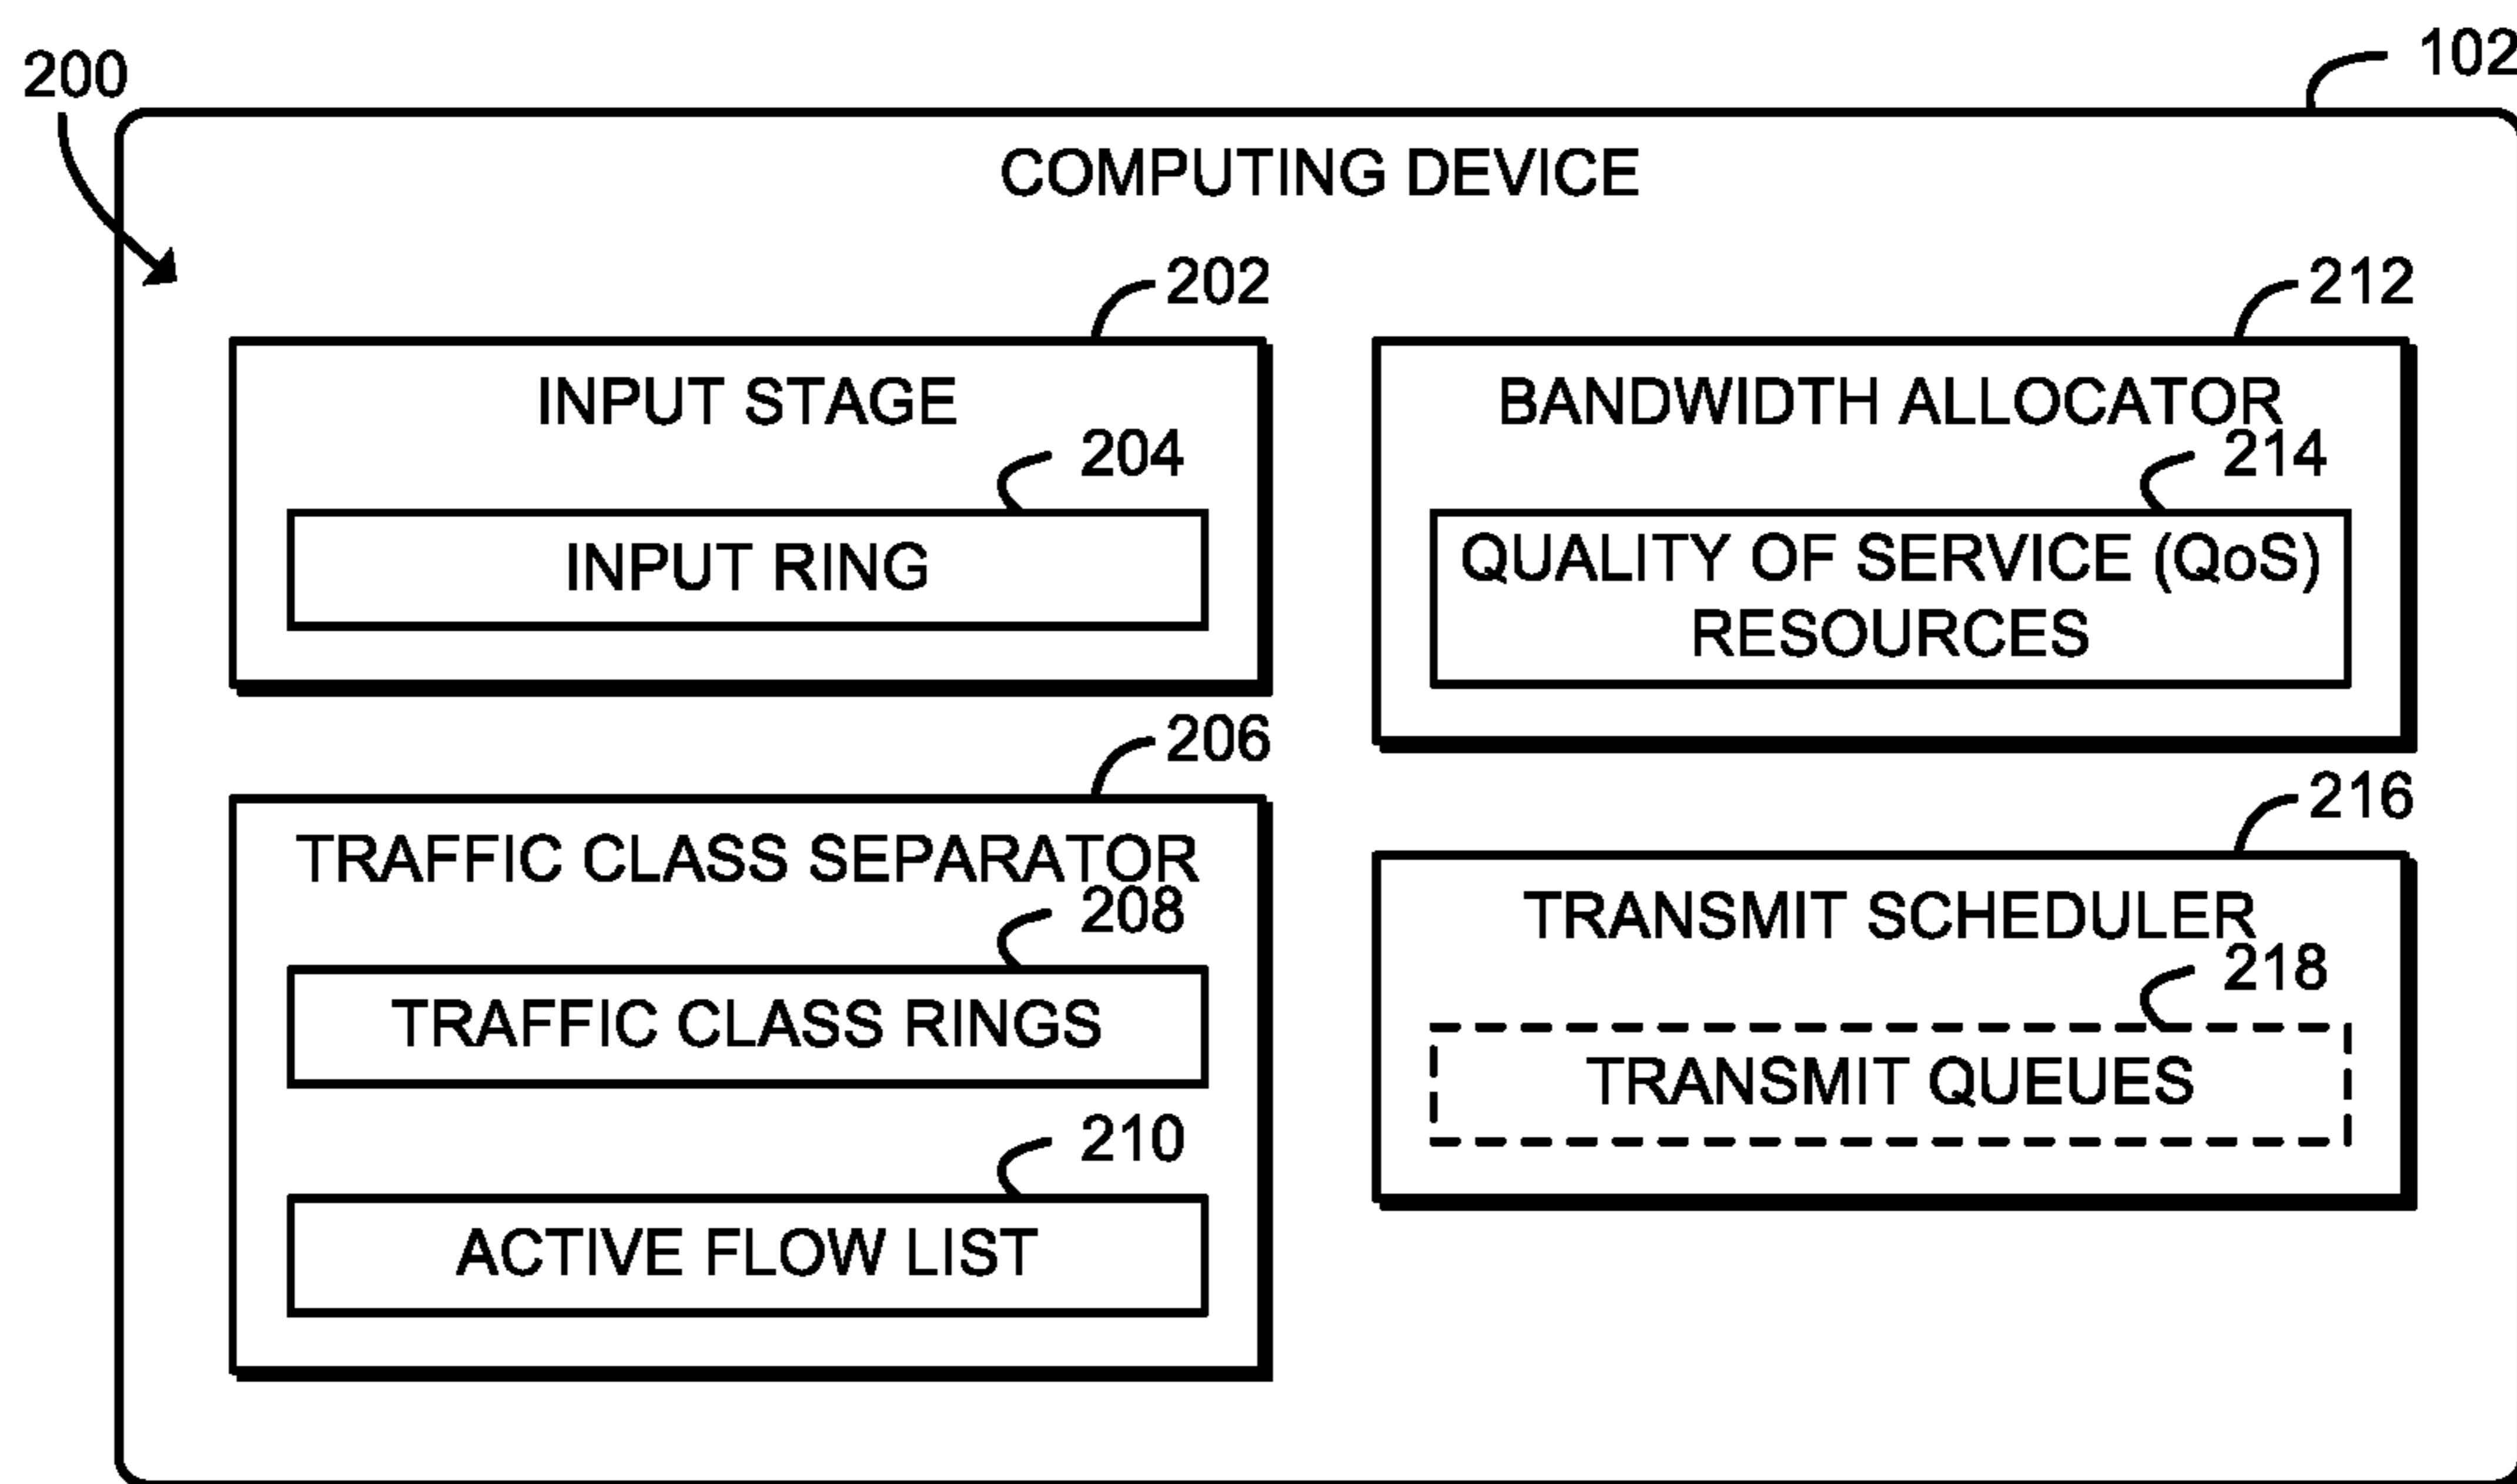 200
102
COMPUTING DEVICE
202
INPUT STAGE
204
INPUT RING
206
TRAFFIC CLASS SEPARATOR
208
TRAFFIC CLASS RINGS
210
ACTIVE FLOW LIST
212
BANDWIDTH ALLOCATOR
214
QUALITY OF SERVICE (QoS)
RESOURCES
216
TRANSMIT SCHEDULER
218
TRANSMIT QUEUES